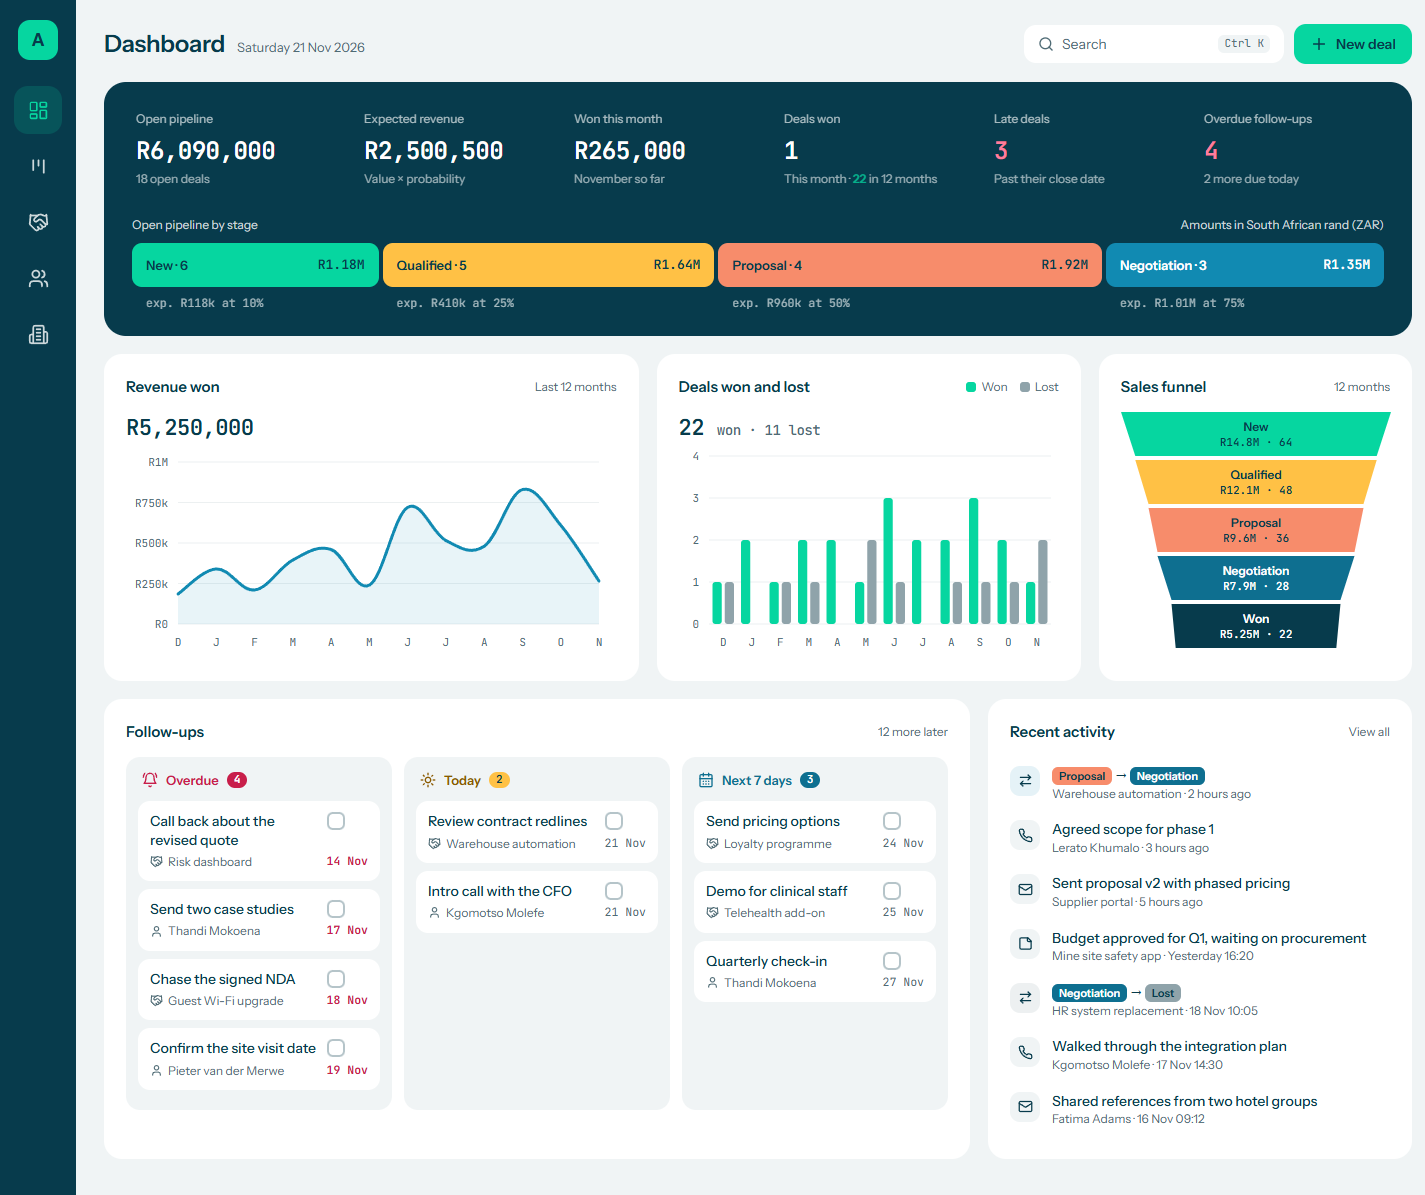 A
Dashboard Saturday 21 Nov 2026
Search Ctrl K
New deal
Open pipeline
R6,090,000
18 open deals
Expected revenue
R2,500,500
Value × probability
Won this month
R265,000
November so far
Deals won
1
This month · 22 in 12 months
Late deals
3
Past their close date
Overdue follow-ups
4
2 more due today
Open pipeline by stage
Amounts in South African rand (ZAR)
New · 6 R1.18M
exp. R118k at 10%
Qualified · 5 R1.64M
exp. R410k at 25%
Proposal · 4 R1.92M
exp. R960k at 50%
Negotiation · 3 R1.35M
exp. R1.01M at 75%
Revenue won Last 12 months
R5,250,000
R1M
R750k
R500k
R250k
R0
D J F M A M J J A S O N
Deals won and lost Won Lost
22 won · 11 lost
4
3
2
1
0
D J F M A M J J A S O N
Sales funnel 12 months
New
R14.8M · 64
Qualified
R12.1M · 48
Proposal
R9.6M · 36
Negotiation
R7.9M · 28
Won
R5.25M · 22
Follow-ups 12 more later
Overdue 4
Call back about the
revised quote
Risk dashboard 14 Nov
Send two case studies
Thandi Mokoena 17 Nov
Chase the signed NDA
Guest Wi-Fi upgrade 18 Nov
Confirm the site visit date
Pieter van der Merwe 19 Nov
Today 2
Review contract redlines
Warehouse automation 21 Nov
Intro call with the CFO
Kgomotso Molefe 21 Nov
Next 7 days 3
Send pricing options
Loyalty programme 24 Nov
Demo for clinical staff
Telehealth add-on 25 Nov
Quarterly check-in
Thandi Mokoena 27 Nov
Recent activity View all
Proposal → Negotiation
Warehouse automation · 2 hours ago
Agreed scope for phase 1
Lerato Khumalo · 3 hours ago
Sent proposal v2 with phased pricing
Supplier portal · 5 hours ago
Budget approved for Q1, waiting on procurement
Mine site safety app · Yesterday 16:20
Negotiation → Lost
HR system replacement · 18 Nov 10:05
Walked through the integration plan
Kgomotso Molefe · 17 Nov 14:30
Shared references from two hotel groups
Fatima Adams · 16 Nov 09:12